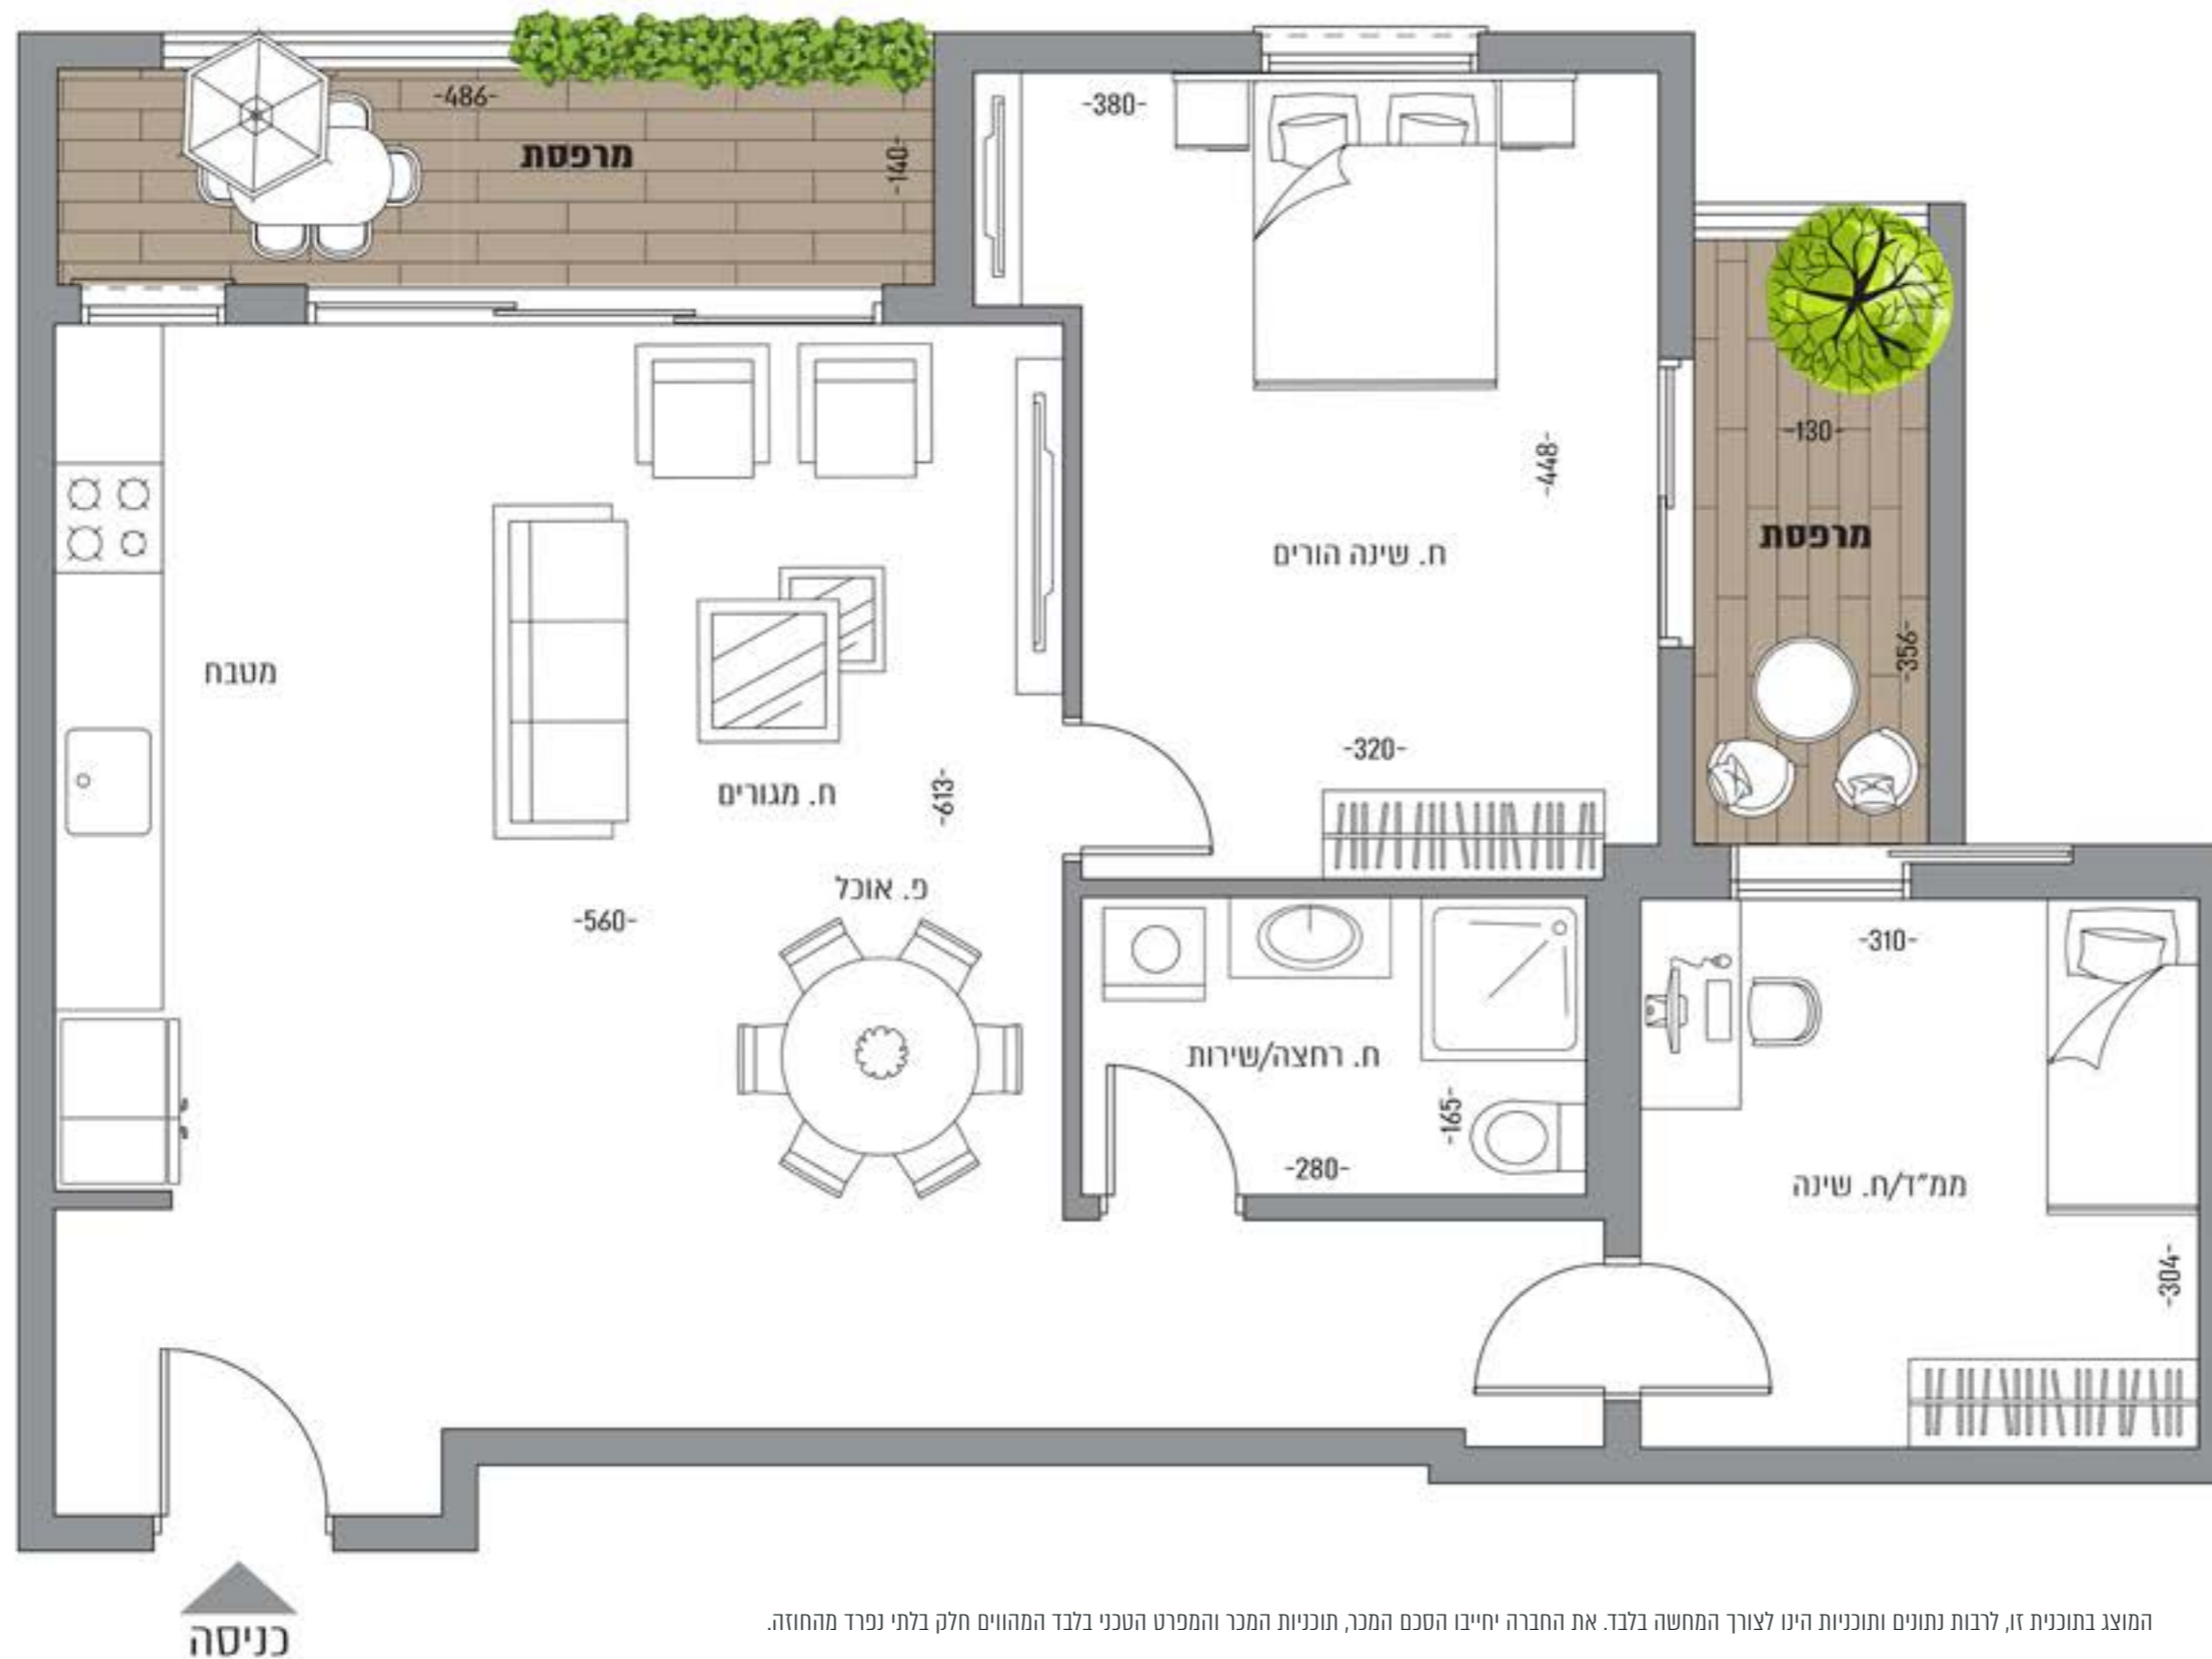 -486-
מרפסת
-140-
-380-
-448-
ח. שינה הורים
-320-
-130-
מרפסת
-356-
מטבח
ח. מגורים
-613-
פ. אוכל
-560-
ח. רחצה/שירות
-165-
-280-
-310-
ממ"ד/ח. שינה
-304-
כניסה
המוצג בתוכנית זו, לרבות נתונים ותוכניות הינו לצורך המחשה בלבד. את החברה יחייבו הסכם המכר, תוכניות המכר והמפרט הטכני בלבד המהווים חלק בלתי נפרד מהחוזה.